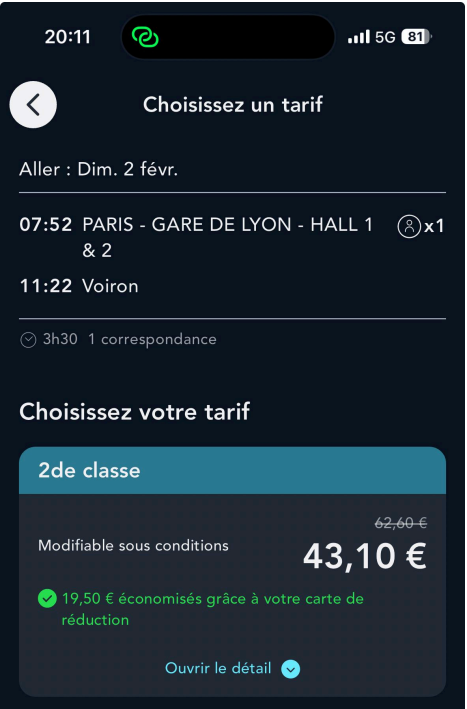 20:11
5G 81
Choisissez un tarif
Aller : Dim. 2 févr.
07:52 PARIS - GARE DE LYON - HALL 1 x1
& 2
11:22 Voiron
3h30 1 correspondance
Choisissez votre tarif
2de classe
62,60 €
Modifiable sous conditions 43,10 €
19,50 € économisés grâce à votre carte de
réduction
Ouvrir le détail